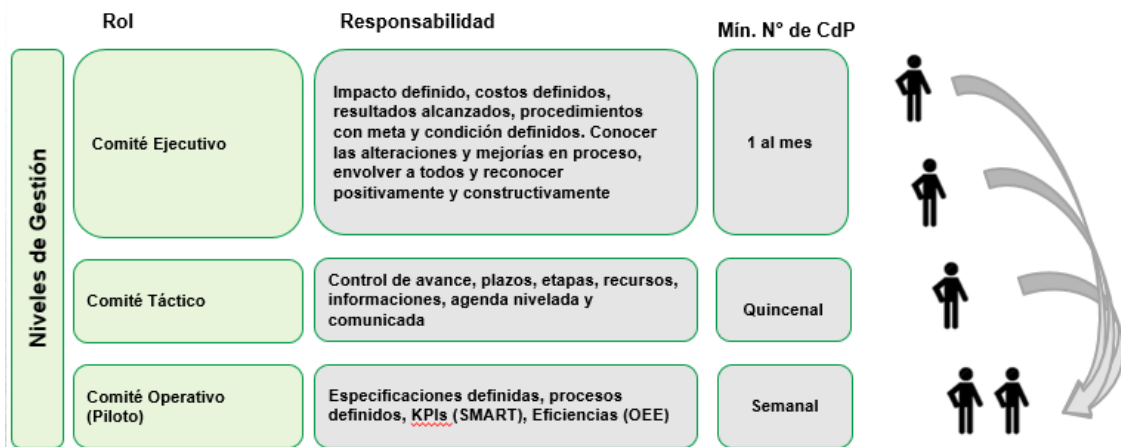 Rol
Responsabilidad
Mín. N° de CdP
Niveles de Gestión
Comité Ejecutivo
Impacto definido, costos definidos,
resultados alcanzados, procedimientos
con meta y condición definidos. Conocer
las alteraciones y mejorías en proceso,
envolver a todos y reconocer
positivamente y constructivamente
1 al mes
Comité Táctico
Control de avance, plazos, etapas, recursos,
informaciones, agenda nivelada y
comunicada
Quincenal
Comité Operativo
(Piloto)
Especificaciones definidas, procesos
definidos, KPIs (SMART), Eficiencias (OEE)
Semanal